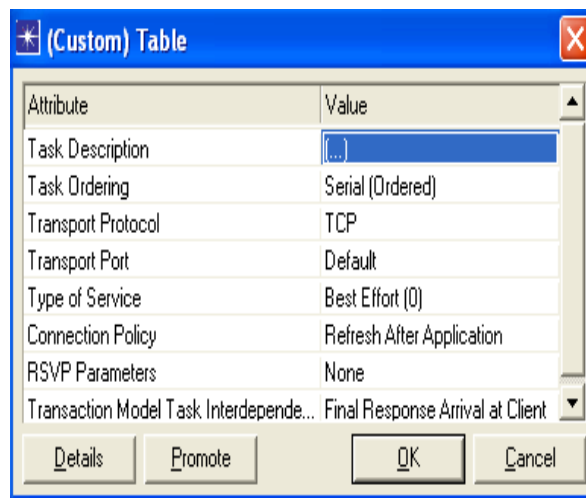 (Custom) Table
Attribute Value
Task Description (...)
Task Ordering Serial (Ordered)
Transport Protocol TCP
Transport Port Default
Type of Service Best Effort (0)
Connection Policy Refresh After Application
RSVP Parameters None
Transaction Model Task Interdepende... Final Response Arrival at Client
Details Promote OK Cancel